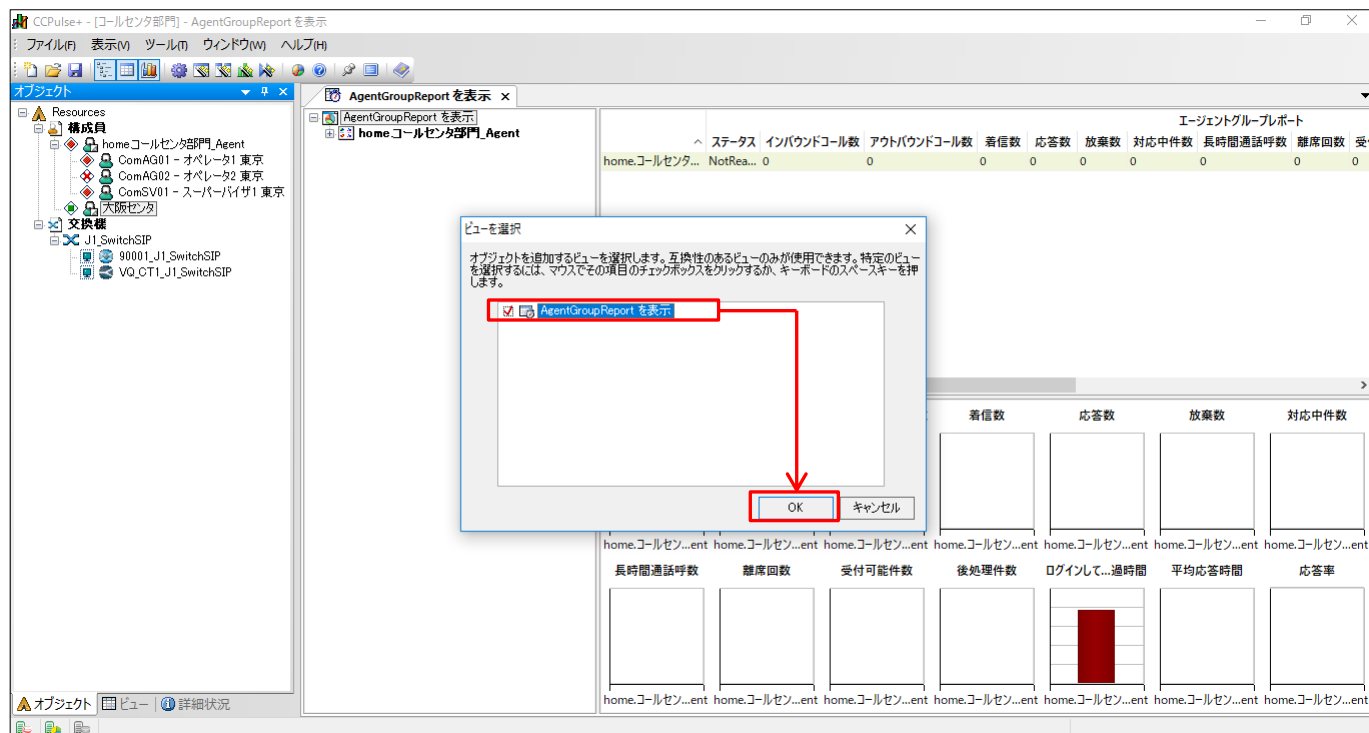 CCPulse+ - [コールセンタ部門] - AgentGroupReport を表示
ファイル(F) 表示(V) ツール(T) ウィンドウ(W) ヘルプ(H)
オブジェクト
Resources
構成員
homeコールセンタ部門_Agent
ComAG01 - オペレータ1 東京
ComAG02 - オペレータ2 東京
ComSV01 - スーパーバイザ1 東京
大阪センタ
交換機
J1_SwitchSIP
90001_J1_SwitchSIP
VQ_CT1_J1_SwitchSIP
AgentGroupReport を表示
AgentGroupReport を表示
home.コールセンタ部門_Agent
エージェントグループレポート
ステータス インバウンドコール数 アウトバウンドコール数 着信数 応答数 放棄数 対応中件数 長時間通話呼数 離席回数 受
home.コールセンタ... NotRea... 0 0 0 0 0 0 0 0 0
ビューを選択
オブジェクトを追加するビューを選択します。互換性のあるビューのみが使用できます。特定のビュー
を選択するには、マウスでその項目のチェックボックスをクリックするか、キーボードのスペースキーを押
します。
AgentGroupReport を表示
OK キャンセル
着信数 応答数 放棄数 対応中件数
home.コールセン...ent home.コールセン...ent home.コールセン...ent home.コールセン...ent home.コールセン...ent home.コールセン...ent home.コールセン...ent
長時間通話呼数 離席回数 受付可能件数 後処理件数 ログインして...過時間 平均応答時間 応答率
home.コールセン...ent home.コールセン...ent home.コールセン...ent home.コールセン...ent home.コールセン...ent home.コールセン...ent home.コールセン...ent
オブジェクト ビュー 詳細状況